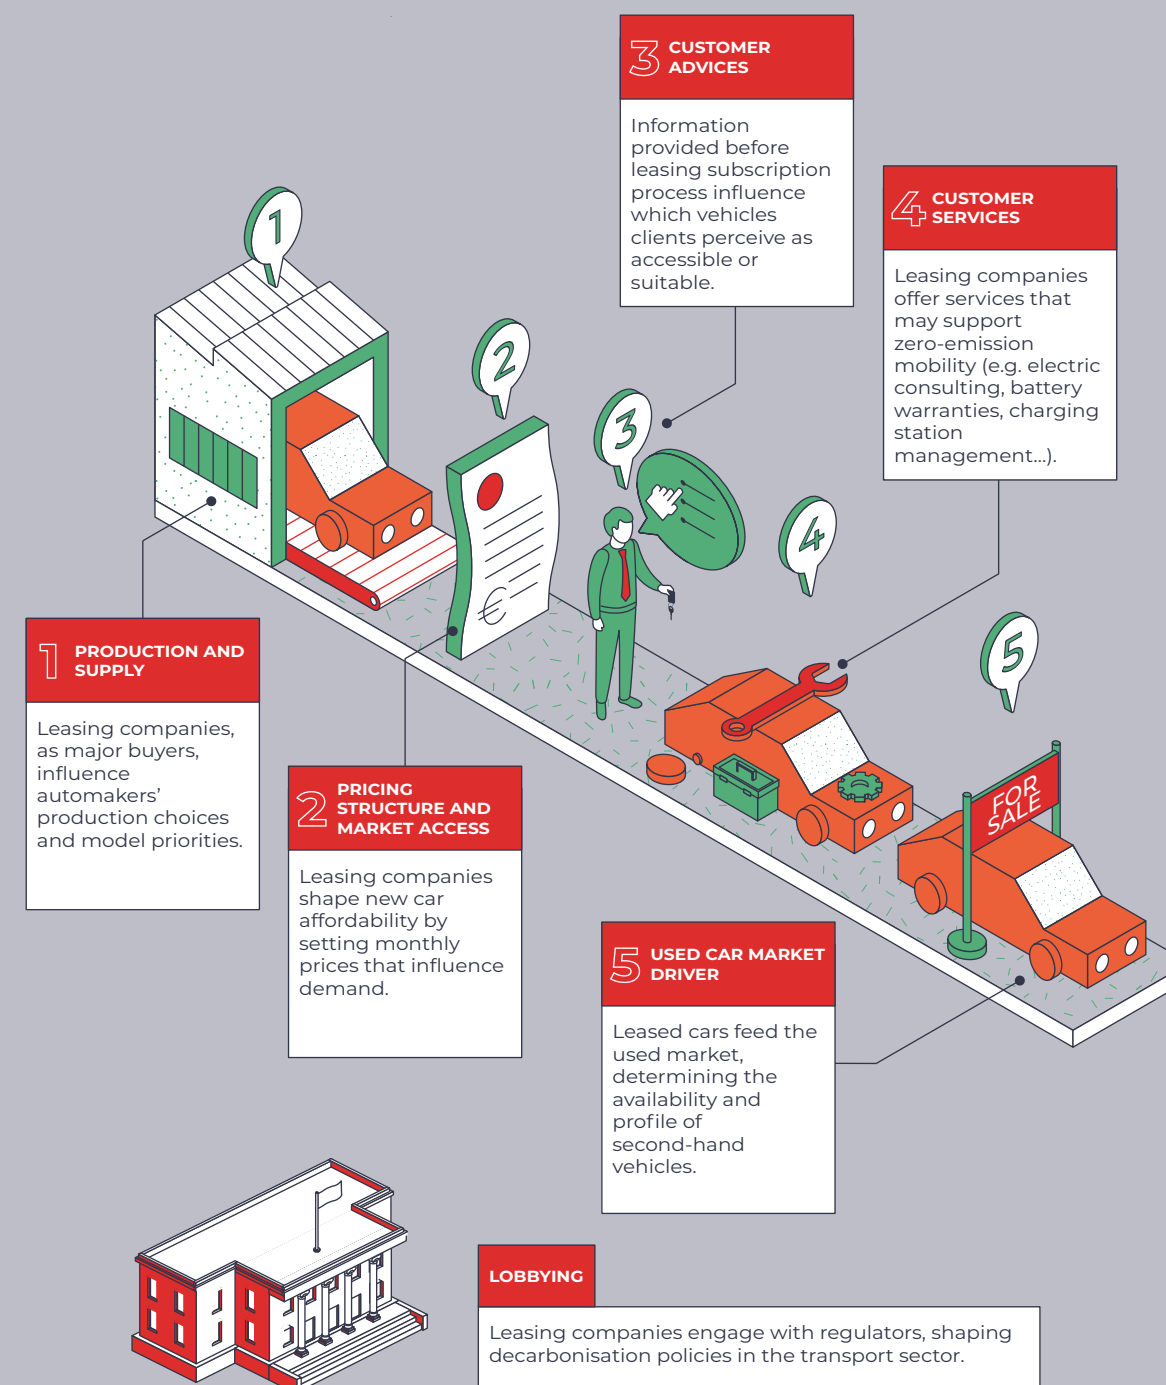 3 CUSTOMER
ADVICES
Information
provided before
leasing subscription
process influence
which vehicles
clients perceive as
accessible or
suitable.
4 CUSTOMER
SERVICES
Leasing companies
offer services that
may support
zero-emission
mobility (e.g. electric
consulting, battery
warranties, charging
station
management...).
1
2
3
4
5
€
FOR
SALE
1 PRODUCTION AND
SUPPLY
Leasing companies,
as major buyers,
influence
automakers’
production choices
and model priorities.
2 PRICING
STRUCTURE AND
MARKET ACCESS
Leasing companies
shape new car
affordability by
setting monthly
prices that influence
demand.
5 USED CAR MARKET
DRIVER
Leased cars feed the
used market,
determining the
availability and
profile of
second-hand
vehicles.
LOBBYING
Leasing companies engage with regulators, shaping
decarbonisation policies in the transport sector.